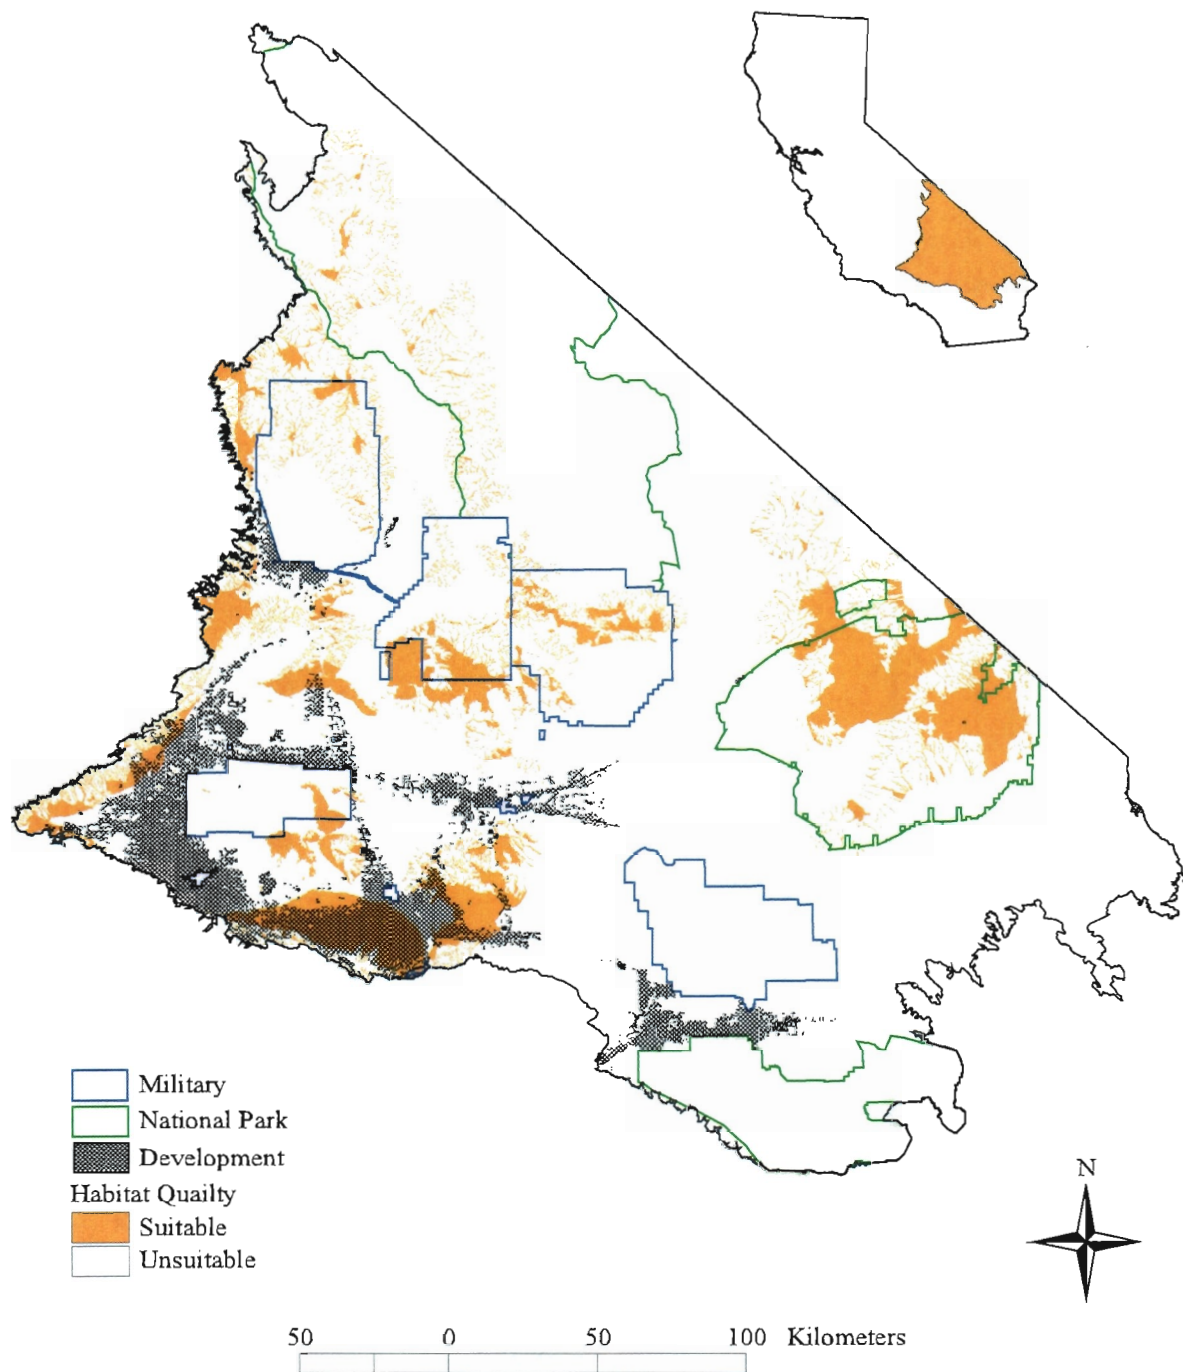 Military
National Park
Development
Habitat Quailty
Suitable
Unsuitable
N
50 0 50 100 Kilometers